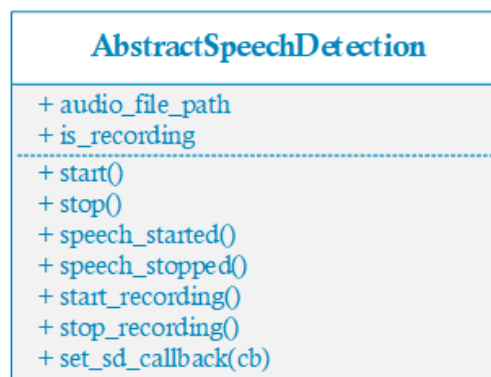 AbstractSpeechDetection
+ audio_file_path
+ is_recording
+ start()
+ stop()
+ speech_started()
+ speech_stopped()
+ start_recording()
+ stop_recording()
+ set_sd_callback(cb)